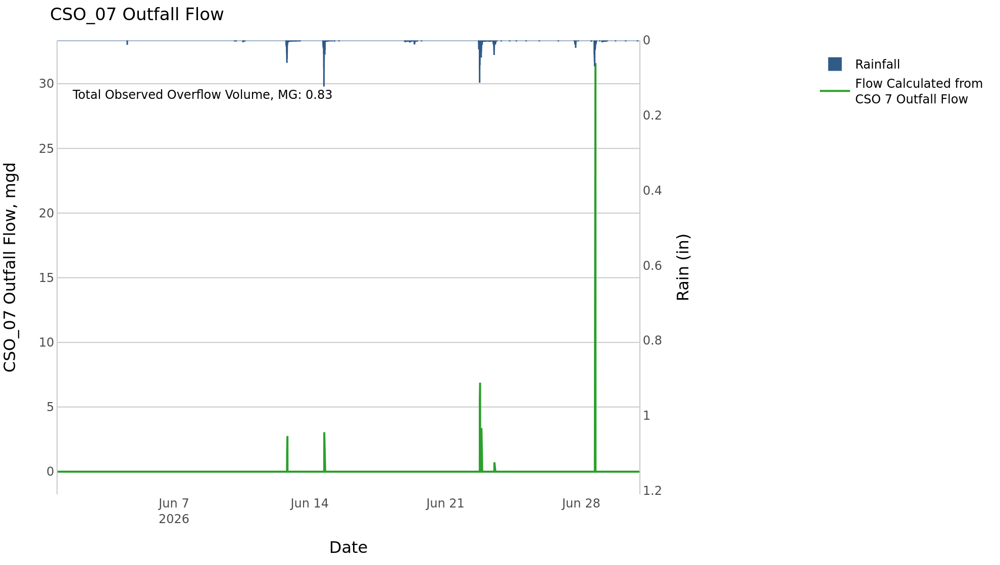 CSO_07 Outfall Flow
Total Observed Overflow Volume, MG: 0.83
30
25
20
15
10
5
0
CSO_07 Outfall Flow, mgd
0
0.2
0.4
0.6
0.8
1
1.2
Rain (in)
Jun 7
2026
Jun 14
Jun 21
Jun 28
Date
Rainfall
Flow Calculated from
CSO 7 Outfall Flow